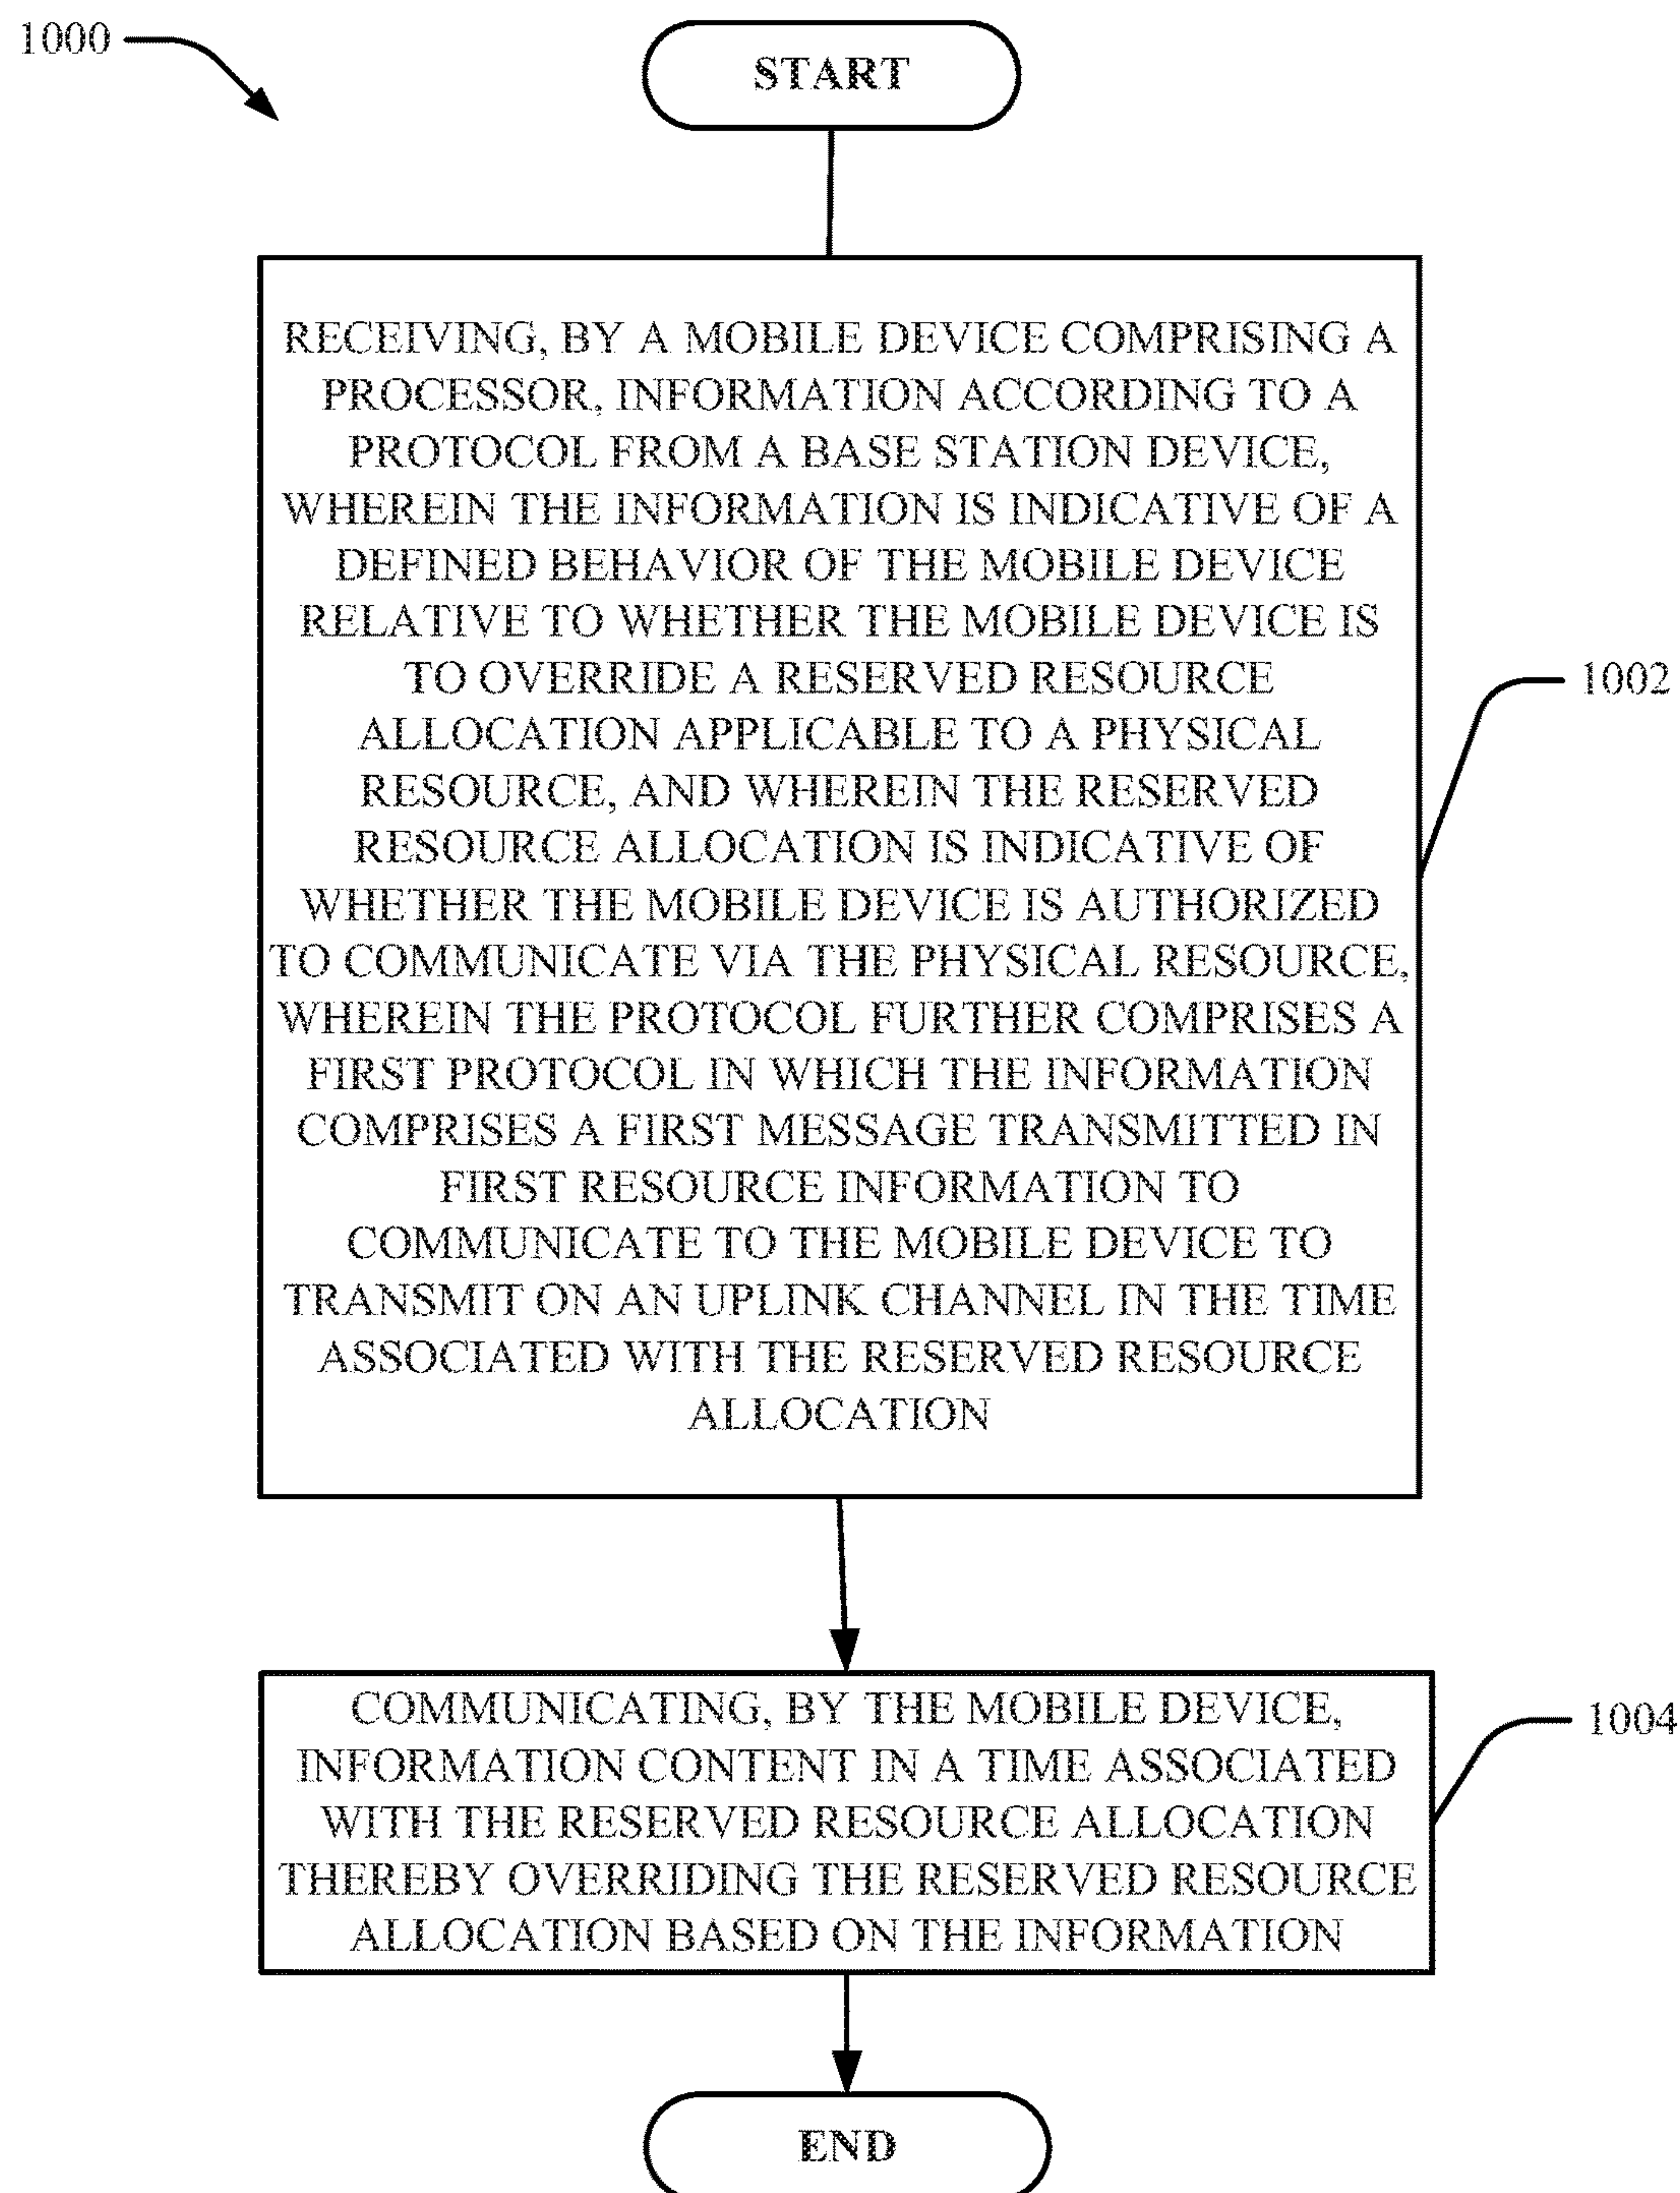 1000
START
RECEIVING, BY A MOBILE DEVICE COMPRISING A
PROCESSOR, INFORMATION ACCORDING TO A
PROTOCOL FROM A BASE STATION DEVICE,
WHEREIN THE INFORMATION IS INDICATIVE OF A
DEFINED BEHAVIOR OF THE MOBILE DEVICE
RELATIVE TO WHETHER THE MOBILE DEVICE IS
TO OVERRIDE A RESERVED RESOURCE
ALLOCATION APPLICABLE TO A PHYSICAL
RESOURCE, AND WHEREIN THE RESERVED
RESOURCE ALLOCATION IS INDICATIVE OF
WHETHER THE MOBILE DEVICE IS AUTHORIZED
TO COMMUNICATE VIA THE PHYSICAL RESOURCE,
WHEREIN THE PROTOCOL FURTHER COMPRISES A
FIRST PROTOCOL IN WHICH THE INFORMATION
COMPRISES A FIRST MESSAGE TRANSMITTED IN
FIRST RESOURCE INFORMATION TO
COMMUNICATE TO THE MOBILE DEVICE TO
TRANSMIT ON AN UPLINK CHANNEL IN THE TIME
ASSOCIATED WITH THE RESERVED RESOURCE
ALLOCATION
1002
COMMUNICATING, BY THE MOBILE DEVICE,
INFORMATION CONTENT IN A TIME ASSOCIATED
WITH THE RESERVED RESOURCE ALLOCATION
THEREBY OVERRIDING THE RESERVED RESOURCE
ALLOCATION BASED ON THE INFORMATION
1004
END